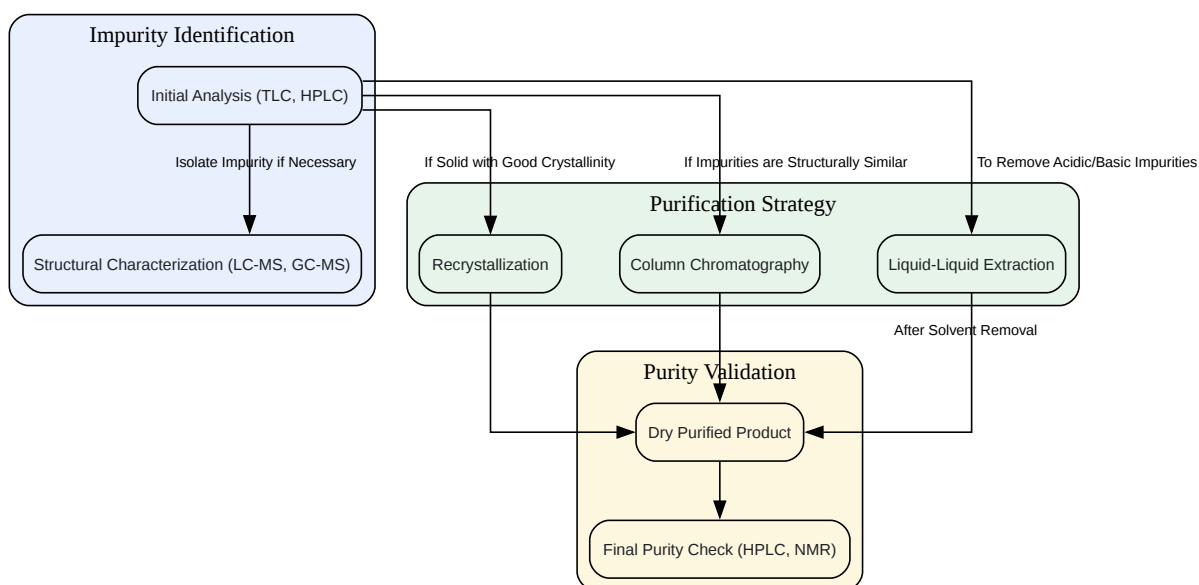 Impurity Identification
Initial Analysis (TLC, HPLC)
Isolate Impurity if Necessary
If Solid with Good Crystallinity
If Impurities are Structurally Similar
To Remove Acidic/Basic Impurities
Structural Characterization (LC-MS, GC-MS)
Purification Strategy
Recrystallization
Column Chromatography
Liquid-Liquid Extraction
After Solvent Removal
Purity Validation
Dry Purified Product
Final Purity Check (HPLC, NMR)